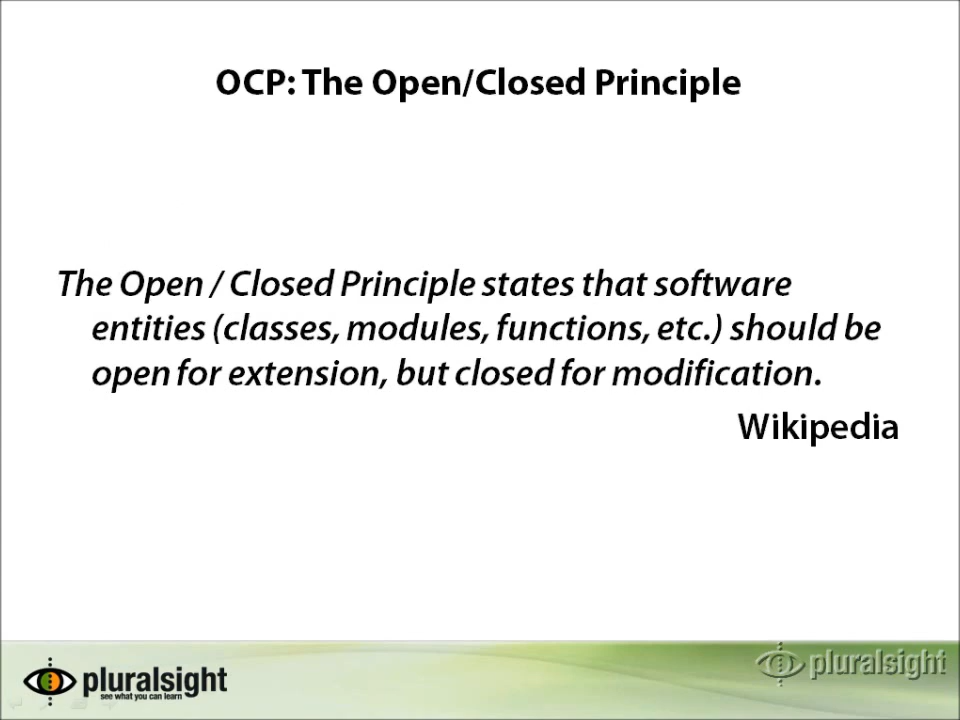 OCP: The Open/Closed Principle
The Open / Closed Principle states that software
entities (classes, modules, functions, etc.) should be
open for extension, but closed for modification.
Wikipedia
pluralsight
see what you can learn
pluralsight